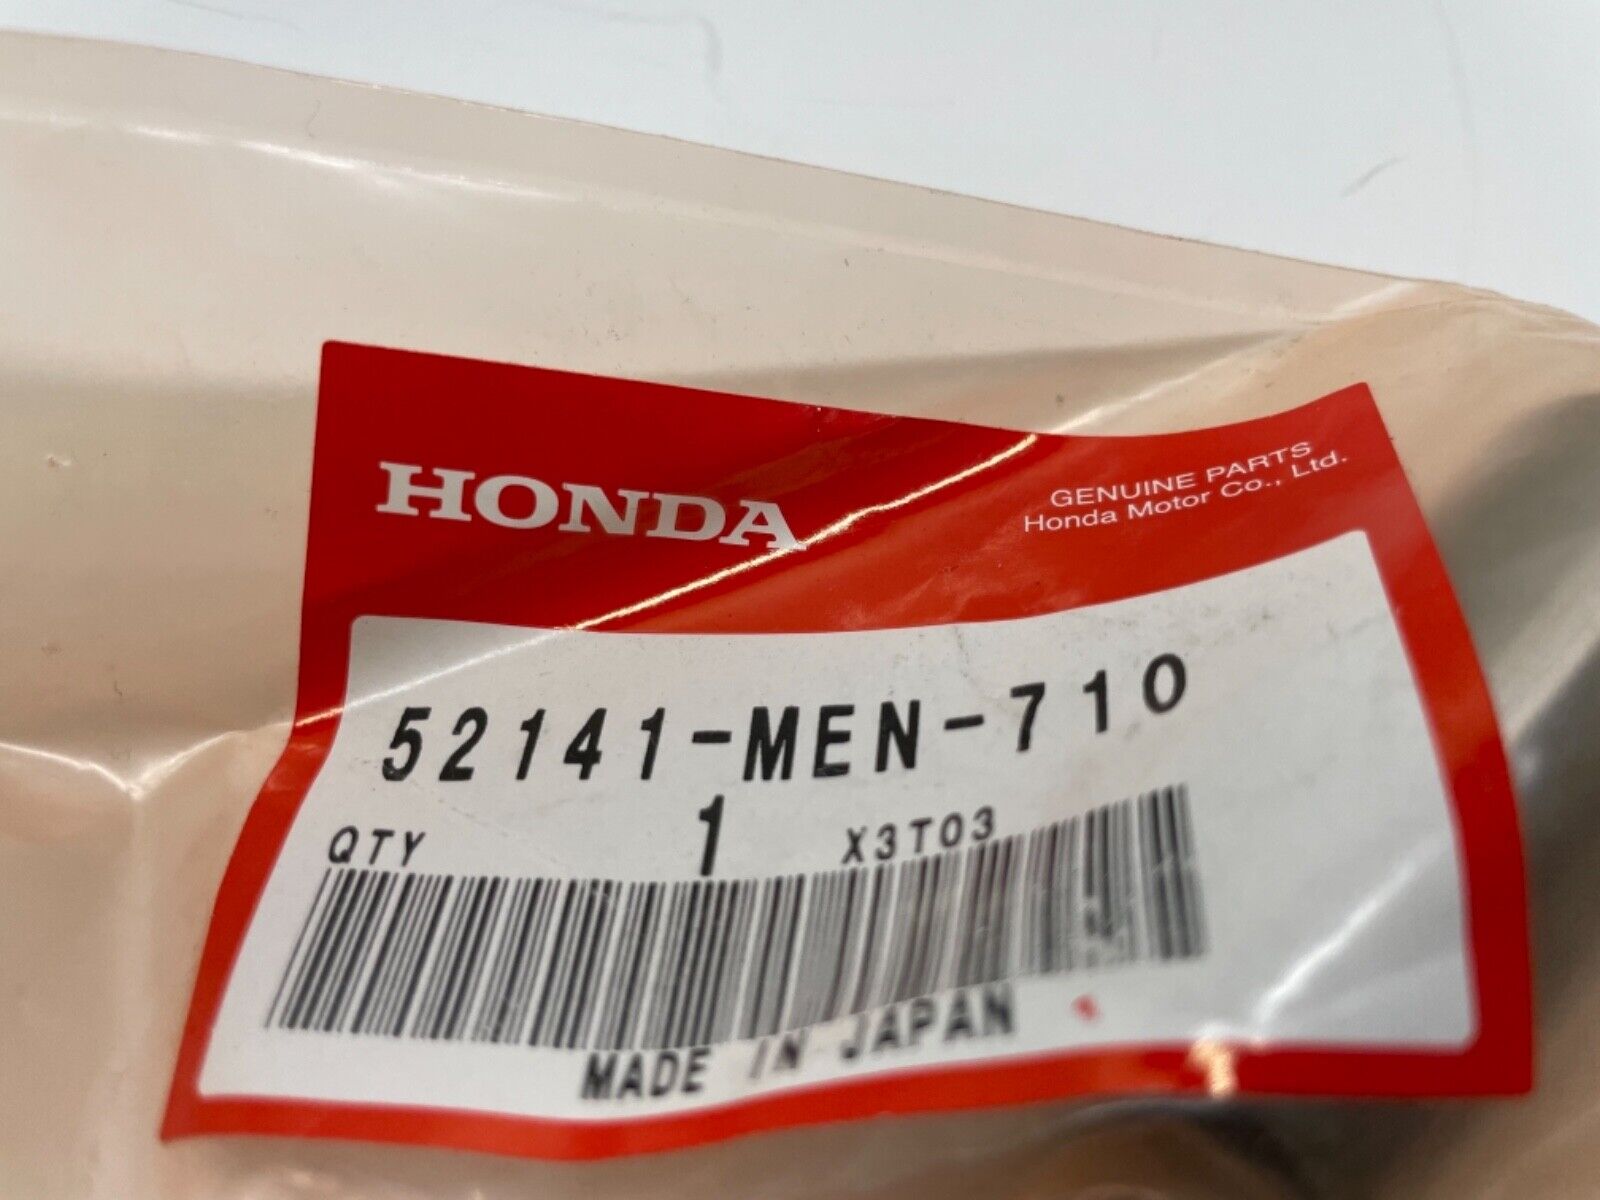 HONDA
GENUINE PARTS
Honda Motor Co., Ltd.
52141-MEN-710
QTY 1 X3T03
MADE IN JAPAN